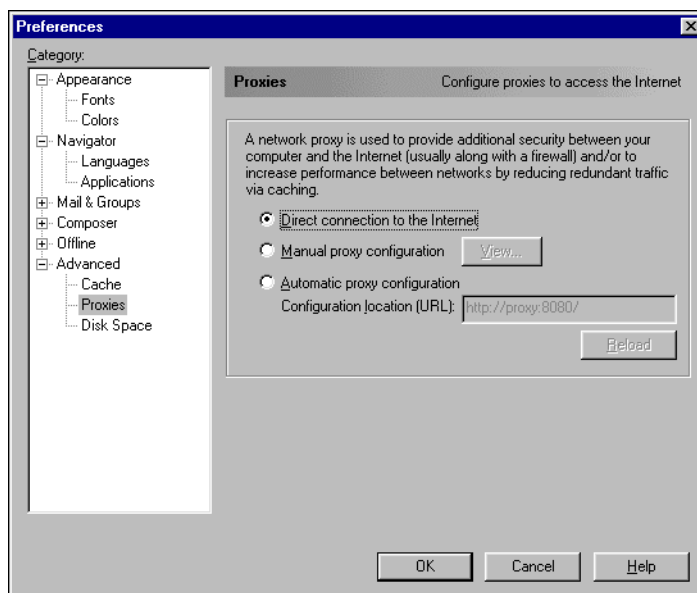 Preferences
Category:
Appearance
Fonts
Colors
Navigator
Languages
Applications
Mail & Groups
Composer
Offline
Advanced
Cache
Proxies
Disk Space
Proxies Configure proxies to access the Internet
A network proxy is used to provide additional security between your
computer and the Internet (usually along with a firewall) and/or to
increase performance between networks by reducing redundant traffic
via caching.
Direct connection to the Internet
Manual proxy configuration View...
Automatic proxy configuration
Configuration location (URL): http://proxy:8080/
Reload
OK Cancel Help